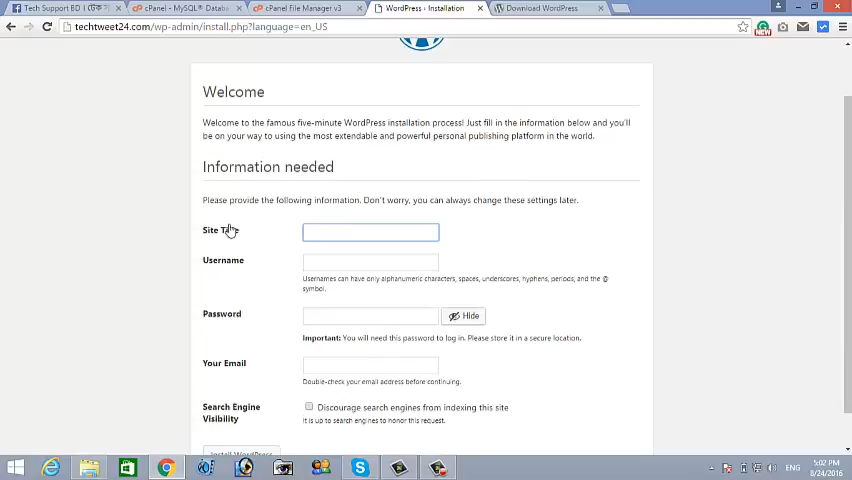 Tech Support BD I टेक
cPanel - MySQL® Datab
cPanel File Manager v3
WordPress › Installation
Download WordPress
techtweet24.com/wp-admin/install.php?language=en_US
NEW
Welcome
Welcome to the famous five-minute WordPress installation process! Just fill in the information below and you'll
be on your way to using the most extendable and powerful personal publishing platform in the world.
Information needed
Please provide the following information. Don't worry, you can always change these settings later.
Site Title
Username
Usernames can have only alphanumeric characters, spaces, underscores, hyphens, periods, and the @
symbol.
Password
Hide
Important: You will need this password to log in. Please store it in a secure location.
Your Email
Double-check your email address before continuing.
Search Engine
Visibility
Discourage search engines from indexing this site
It is up to search engines to honor this request.
Install WordPress
ENG
5:02 PM
8/24/2016